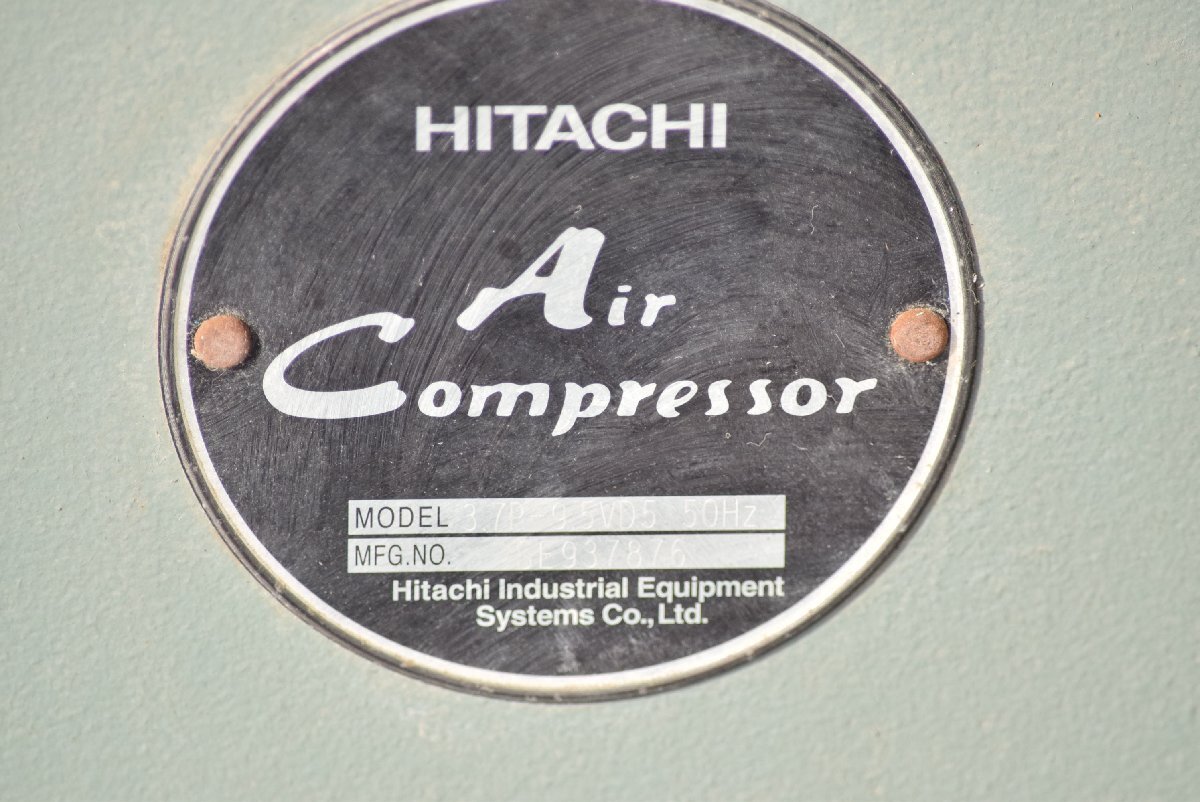 HITACHI
Air
Compressor
MODEL 3.7P-9.5VD5 50Hz
MFG.NO.
Hitachi Industrial Equipment
Systems Co.,Ltd.